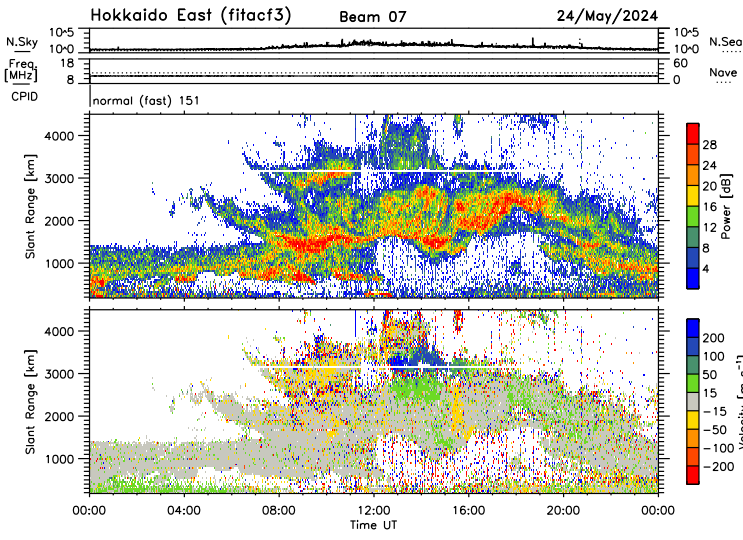 Hokkaido East (fitacf3) Beam 07 24/May/2024
N.Sky 10^5 10^0 10^5 10^0 N.Sea
Freq. [MHz] 18 8 60 0 Nave
CPID normal (fast) 151
4000
3000
2000
1000
Slant Range [km]
28
24
20
16
12
8
4
Power [dB]
4000
3000
2000
1000
Slant Range [km]
200
100
50
15
-15
-50
-100
-200
Velocity [m s^-1]
00:00 04:00 08:00 12:00 16:00 20:00 00:00
Time UT